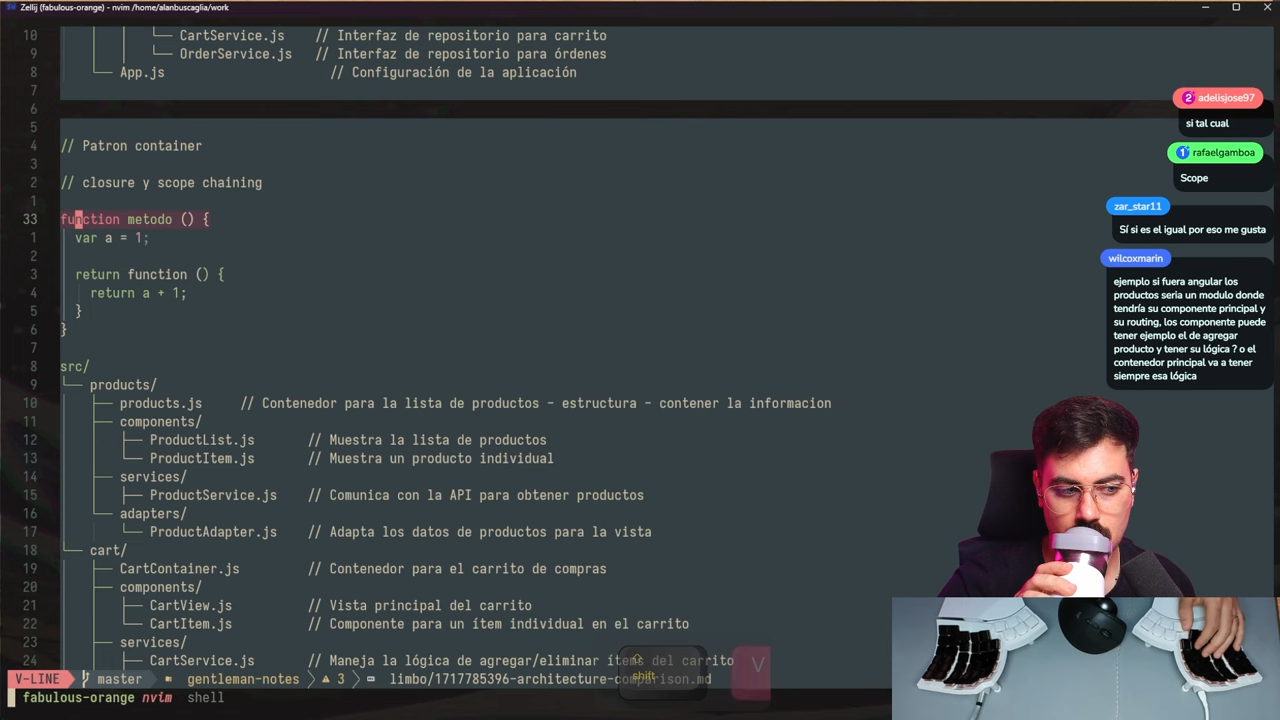 Zellij (fabulous-orange) - nvim /home/alanbuscaglia/work
10 │ │ └── CartService.js // Interfaz de repositorio para carrito
9 └── OrderService.js // Interfaz de repositorio para órdenes
8 └── App.js // Configuración de la aplicación
7
6
5
4 // Patron container
3
2 // closure y scope chaining
1
33 function metodo () {
1 var a = 1;
2
3 return function () {
4 return a + 1;
5 }
6 }
7
8 src/
9 └── products/
10 ├── products.js // Contenedor para la lista de productos - estructura - contener la informacion
11 ├── components/
12 │ ├── ProductList.js // Muestra la lista de productos
13 │ └── ProductItem.js // Muestra un producto individual
14 ├── services/
15 │ ├── ProductService.js // Comunica con la API para obtener productos
16 └── adapters/
17 └── ProductAdapter.js // Adapta los datos de productos para la vista
18 └── cart/
19 ├── CartContainer.js // Contenedor para el carrito de compras
20 ├── components/
21 │ ├── CartView.js // Vista principal del carrito
22 │ └── CartItem.js // Componente para un ítem individual en el carrito
23 ├── services/
24 │ ├── CartService.js // Maneja la lógica de agregar/eliminar ítems del carrito
V-LINE master gentleman-notes 3 limbo/1717785396-architecture-comparison.md
fabulous-orange nvim shell
shift
V
2 adelisjose97
si tal cual
1 rafaelgamboa
Scope
zar_star11
Sí si es el igual por eso me gusta
wilcoxmarin
ejemplo si fuera angular los
productos seria un modulo donde
tendría su componente principal y
su routing, los componente puede
tener ejemplo el de agregar
producto y tener su lógica ? o el
contenedor principal va a tener
siempre esa lógica